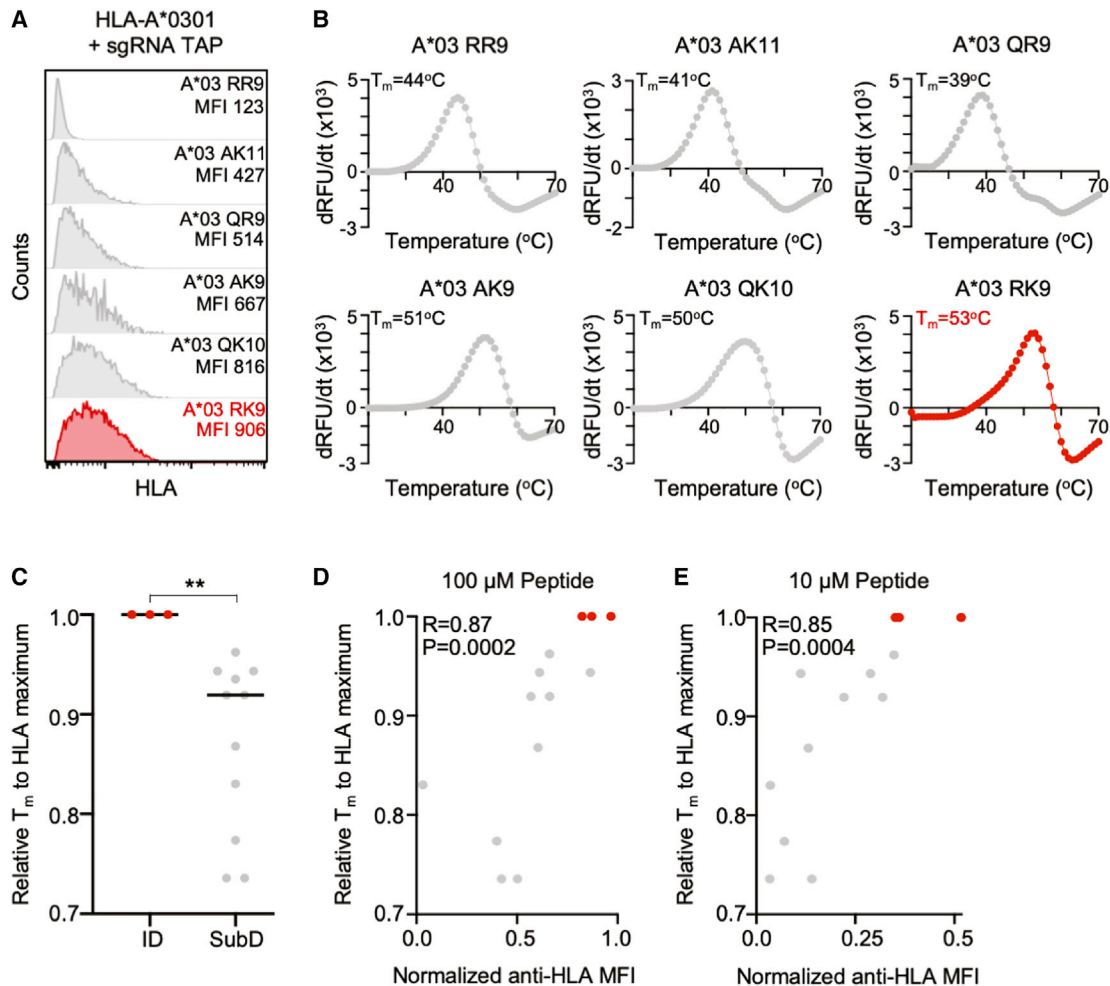 A
HLA-A*0301
+ sgRNA TAP
A*03 RR9
MFI 123
A*03 AK11
MFI 427
A*03 QR9
MFI 514
A*03 AK9
MFI 667
A*03 QK10
MFI 816
A*03 RK9
MFI 906
Counts
HLA
B
A*03 RR9
Tm=44°C
dRFU/dt (x10³)
5
0
-3
40
70
Temperature (°C)
A*03 AK11
Tm=41°C
dRFU/dt (x10³)
3
0
-2
40
70
Temperature (°C)
A*03 QR9
Tm=39°C
dRFU/dt (x10³)
5
0
-3
40
70
Temperature (°C)
A*03 AK9
Tm=51°C
dRFU/dt (x10³)
5
0
-3
40
70
Temperature (°C)
A*03 QK10
Tm=50°C
dRFU/dt (x10³)
5
0
-3
40
70
Temperature (°C)
A*03 RK9
Tm=53°C
dRFU/dt (x10³)
5
0
-3
40
70
Temperature (°C)
C
**
Relative Tm to HLA maximum
1.0
0.9
0.8
0.7
ID
SubD
D
100 µM Peptide
R=0.87
P=0.0002
Relative Tm to HLA maximum
1.0
0.9
0.8
0.7
0.0
0.5
1.0
Normalized anti-HLA MFI
E
10 µM Peptide
R=0.85
P=0.0004
Relative Tm to HLA maximum
1.0
0.9
0.8
0.7
0.00
0.25
0.5
Normalized anti-HLA MFI